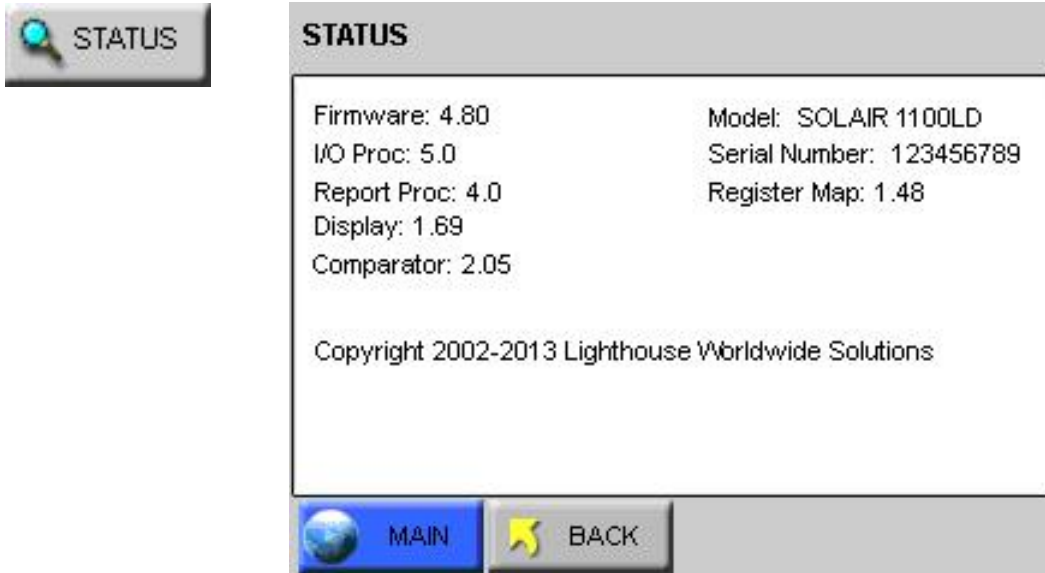 STATUS
STATUS
Firmware: 4.80
I/O Proc: 5.0
Report Proc: 4.0
Display: 1.69
Comparator: 2.05
Model: SOLAIR 1100LD
Serial Number: 123456789
Register Map: 1.48
Copyright 2002-2013 Lighthouse Worldwide Solutions
MAIN
BACK